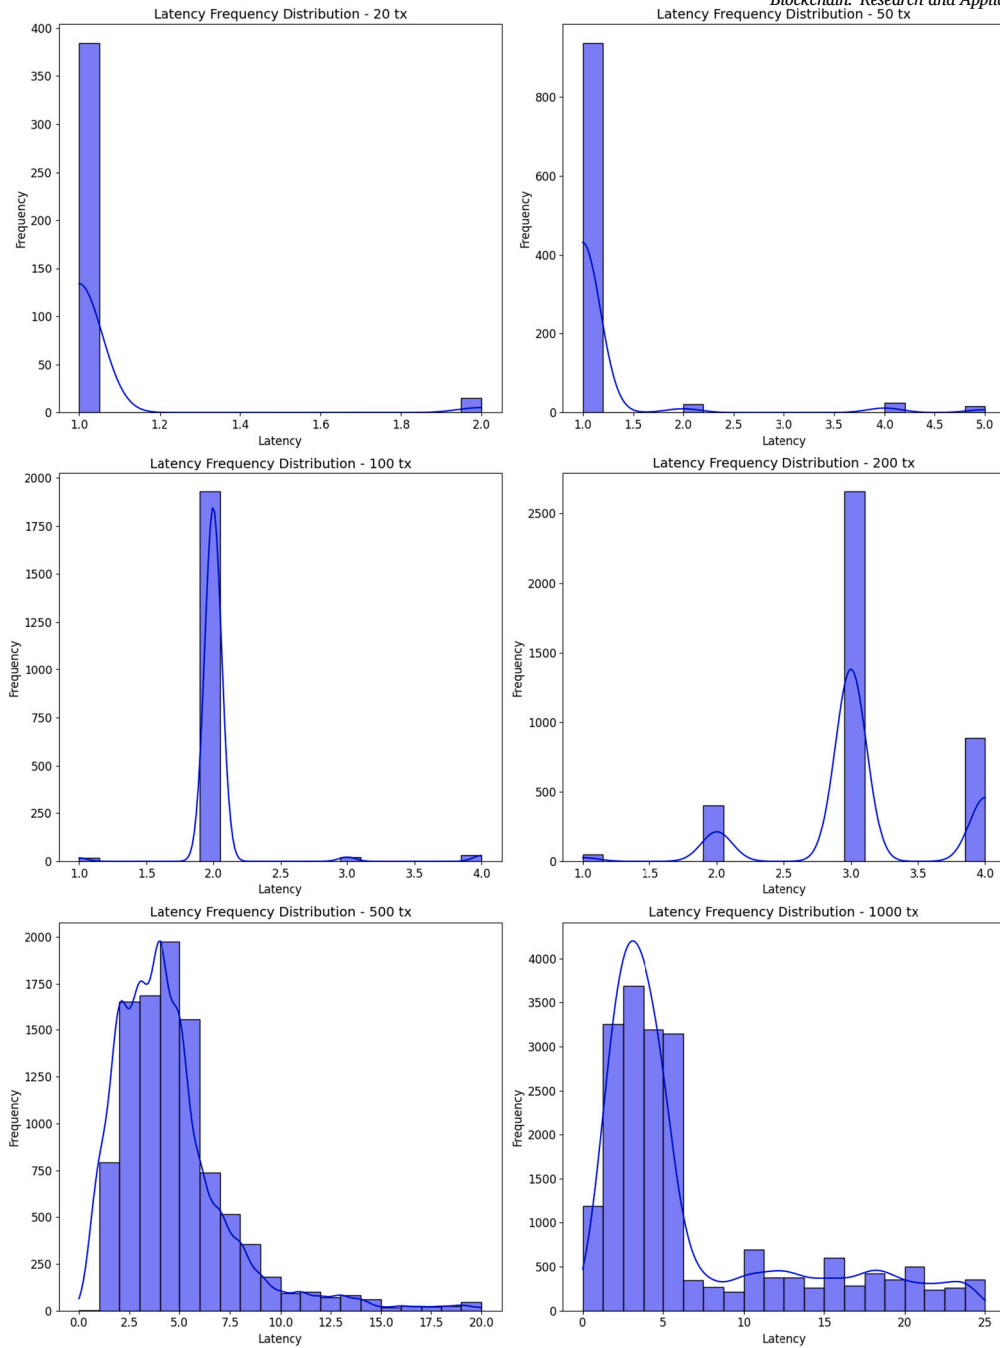 Blockchain: Research and Applic
Latency Frequency Distribution - 20 tx
400
350
300
250
200
150
100
50
0
Frequency
1.0 1.2 1.4 1.6 1.8 2.0
Latency
Latency Frequency Distribution - 50 tx
800
600
400
200
0
Frequency
1.0 1.5 2.0 2.5 3.0 3.5 4.0 4.5 5.0
Latency
Latency Frequency Distribution - 100 tx
2000
1750
1500
1250
1000
750
500
250
0
Frequency
1.0 1.5 2.0 2.5 3.0 3.5 4.0
Latency
Latency Frequency Distribution - 200 tx
2500
2000
1500
1000
500
0
Frequency
1.0 1.5 2.0 2.5 3.0 3.5 4.0
Latency
Latency Frequency Distribution - 500 tx
2000
1750
1500
1250
1000
750
500
250
0
Frequency
0.0 2.5 5.0 7.5 10.0 12.5 15.0 17.5 20.0
Latency
Latency Frequency Distribution - 1000 tx
4000
3500
3000
2500
2000
1500
1000
500
0
Frequency
0 5 10 15 20 25
Latency